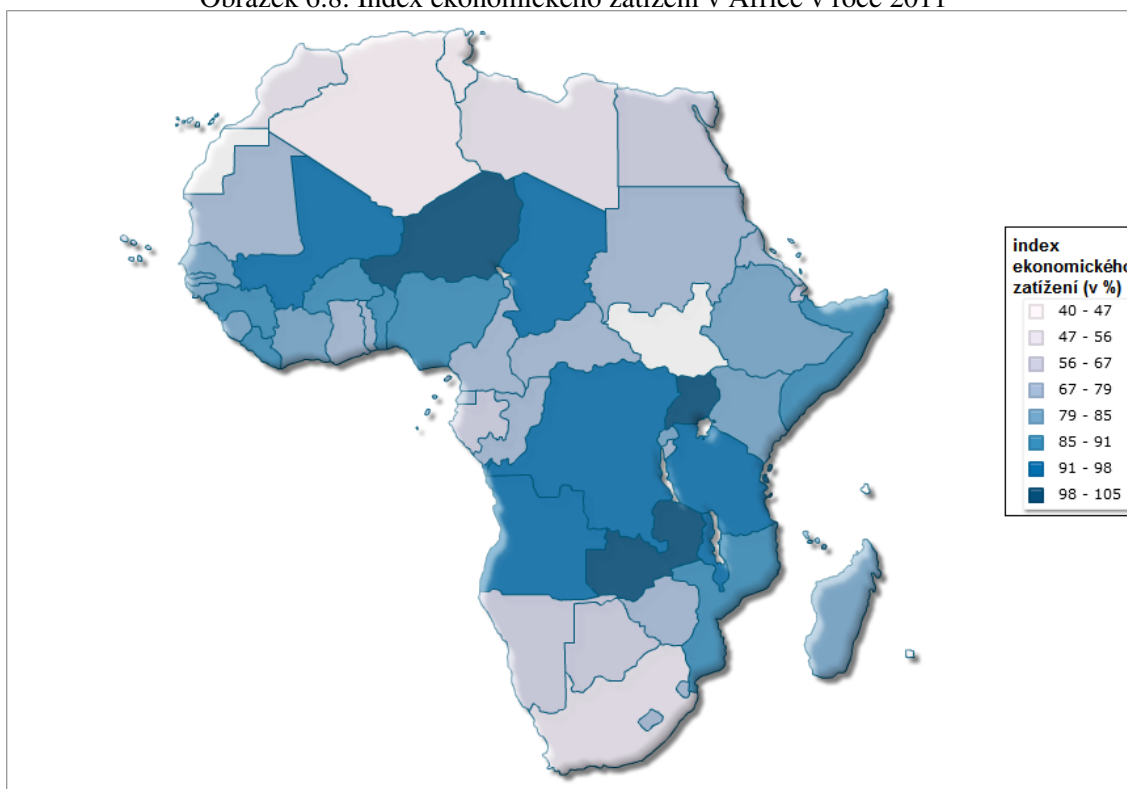 Obrázek 6.8: Index ekonomického zatížení v Africe v roce 2011
index
ekonomického
zatížení (v %)
40 - 47
47 - 56
56 - 67
67 - 79
79 - 85
85 - 91
91 - 98
98 - 105